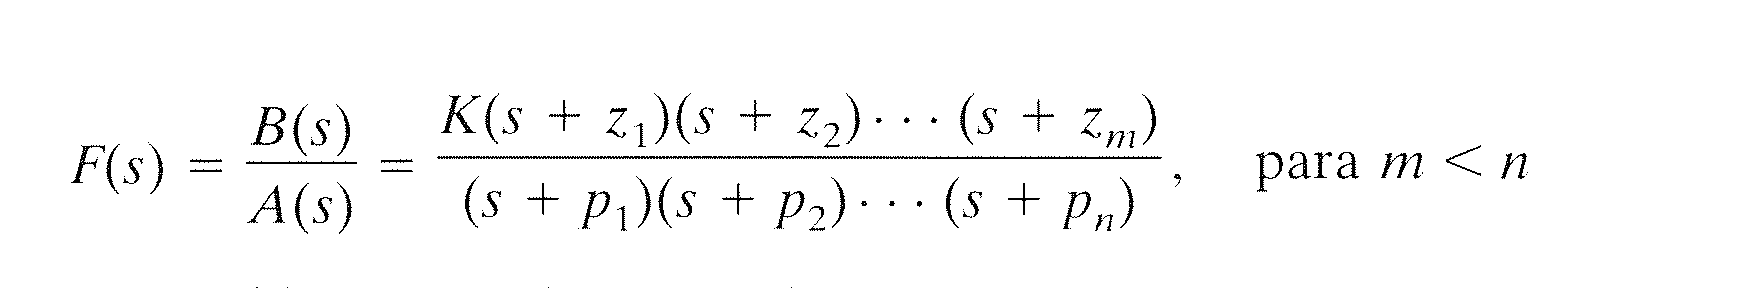 F(s) = B(s)/A(s) = K(s + z₁)(s + z₂)···(s + zₘ)/(s + p₁)(s + p₂)···(s + pₙ), para m < n